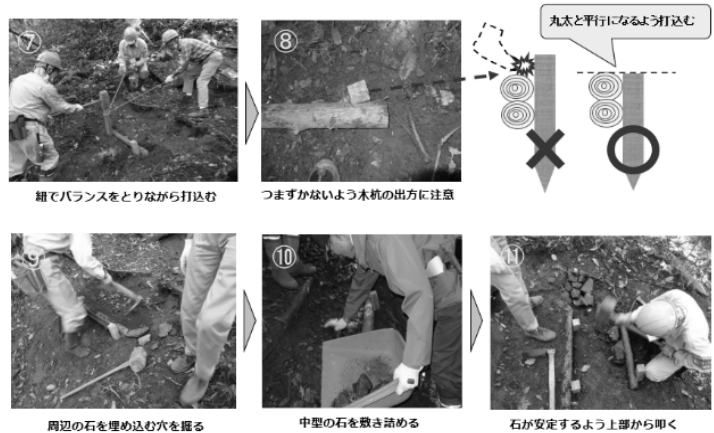 ⑦
⑧
丸太と平行になるよう打込む
紐でバランスをとりながら打込む
つまずかないよう木杭の出方に注意
⑨
⑩
⑪
周辺の石を埋め込む穴を掘る
中型の石を敷き詰める
石が安定するよう上部から叩く